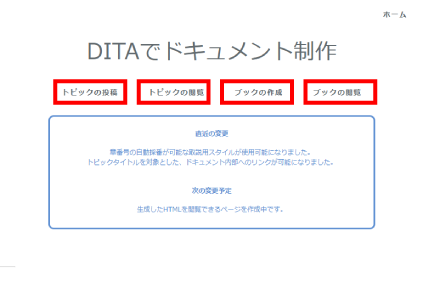 ホーム
DITAでドキュメント制作
トピックの投稿 トピックの閲覧 ブックの作成 ブックの閲覧
直近の変更
章番号の自動採番が可能な取説用スタイルが使用可能になりました。
トピックタイトルを対象とした、ドキュメント内部へのリンクが可能になりました。
次の変更予定
生成したHTMLを閲覧できるページを作成中です。